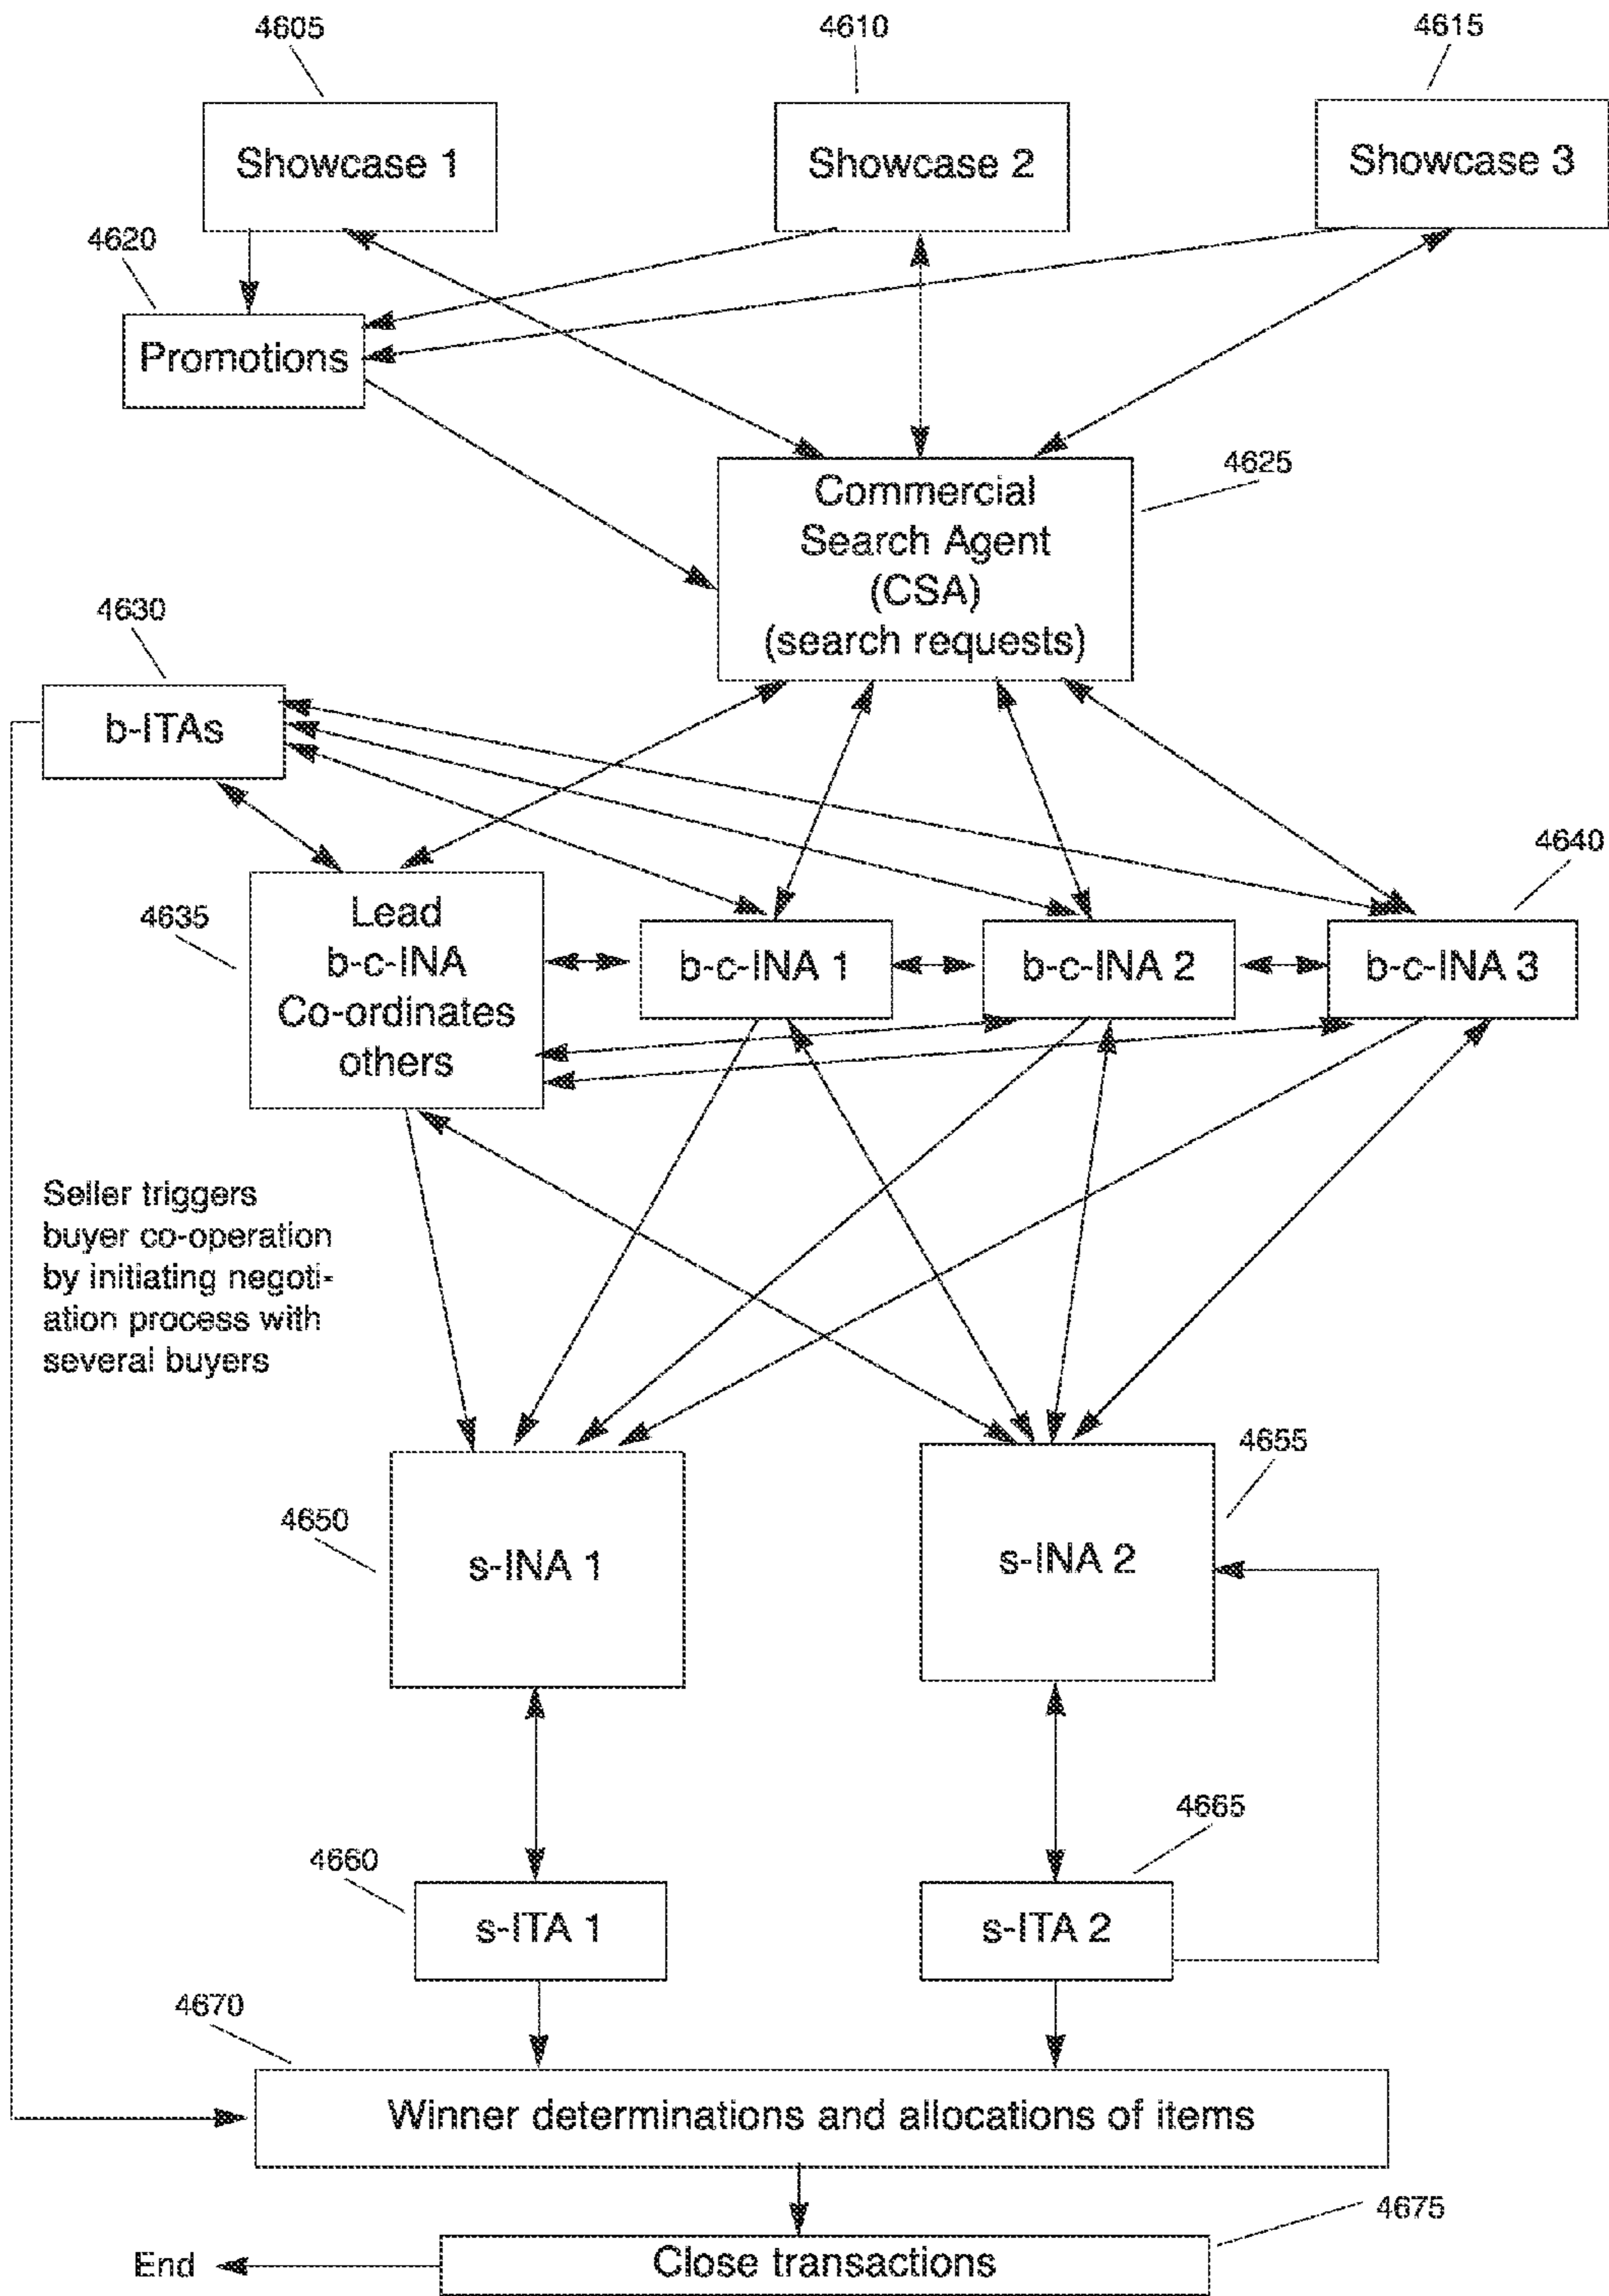 4605
4610
4615
Showcase 1
Showcase 2
Showcase 3
4620
Promotions
4625
Commercial
Search Agent
(CSA)
(search requests)
4630
b-ITAs
4640
4635
Lead
b-c-INA
Co-ordinates
others
b-c-INA 1
b-c-INA 2
b-c-INA 3
Seller triggers
buyer co-operation
by initiating negoti-
ation process with
several buyers
4655
4650
s-INA 1
s-INA 2
4665
4660
s-ITA 1
s-ITA 2
4670
Winner determinations and allocations of items
4675
End
Close transactions